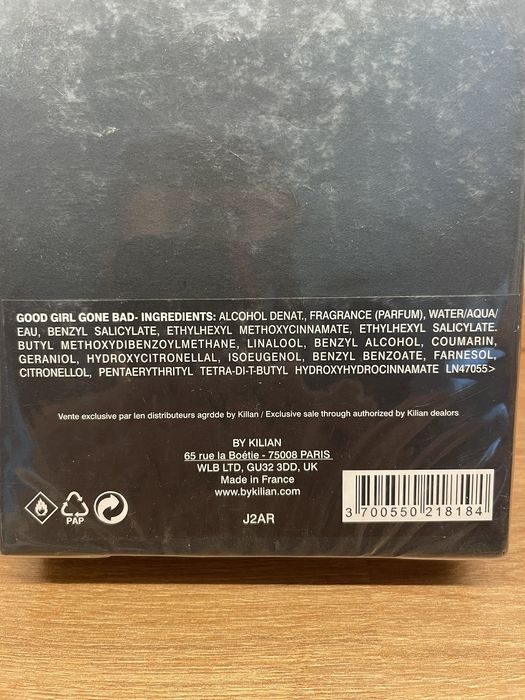 GOOD GIRL GONE BAD- INGREDIENTS: ALCOHOL DENAT., FRAGRANCE (PARFUM), WATER/AQUA/
EAU, BENZYL SALICYLATE, ETHYLHEXYL METHOXYCINNAMATE, ETHYLHEXYL SALICYLATE.
BUTYL METHOXYDIBENZOYLMETHANE, LINALOOL, BENZYL ALCOHOL, COUMARIN,
GERANIOL, HYDROXYCITRONELLAL, ISOEUGENOL, BENZYL BENZOATE, FARNESOL,
CITRONELLOL, PENTAERYTHRITYL TETRA-DI-T-BUTYL HYDROXYHYDROCINNAMATE LN47055>
Vente exclusive par len distributeurs agrdde by Killan / Exclusive sale through authorized by Kilian dealors
BY KILIAN
65 rue la Boétie - 75008 PARIS
WLB LTD, GU32 3DD, UK
Made in France
www.bykilian.com
PAP
J2AR
3 700550 218184